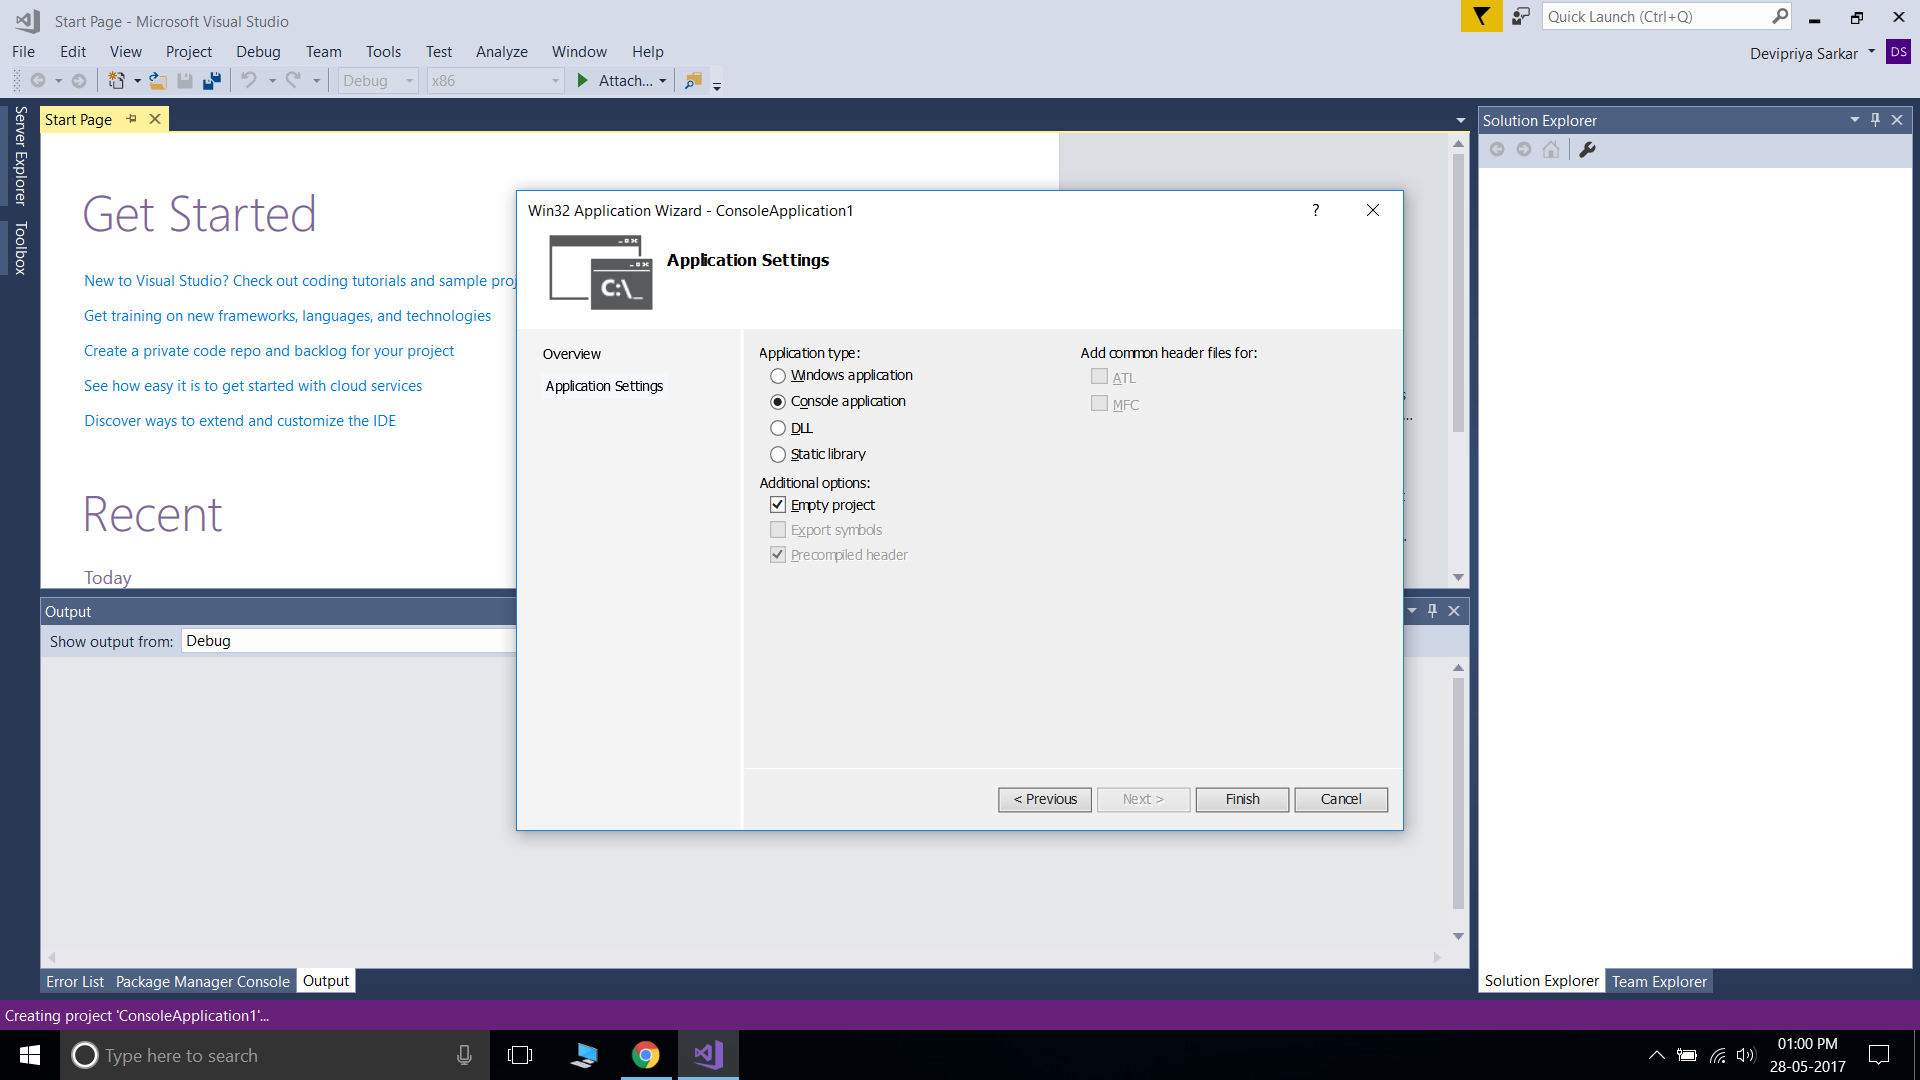 Start Page - Microsoft Visual Studio
Quick Launch (Ctrl+Q)
File Edit View Project Debug Team Tools Test Analyze Window Help
Devipriya Sarkar DS
Debug x86 Attach...
Server Explorer
Toolbox
Start Page
Solution Explorer
Get Started
New to Visual Studio? Check out coding tutorials and sample proj
Get training on new frameworks, languages, and technologies
Create a private code repo and backlog for your project
See how easy it is to get started with cloud services
Discover ways to extend and customize the IDE
Recent
Today
Win32 Application Wizard - ConsoleApplication1
?
C:\_
Application Settings
Overview
Application Settings
Application type:
Windows application
Console application
DLL
Static library
Additional options:
Empty project
Export symbols
Precompiled header
Add common header files for:
ATL
MFC
< Previous Next > Finish Cancel
Output
Show output from: Debug
Error List Package Manager Console Output
Solution Explorer Team Explorer
Creating project 'ConsoleApplication1'...
Type here to search
01:00 PM
28-05-2017